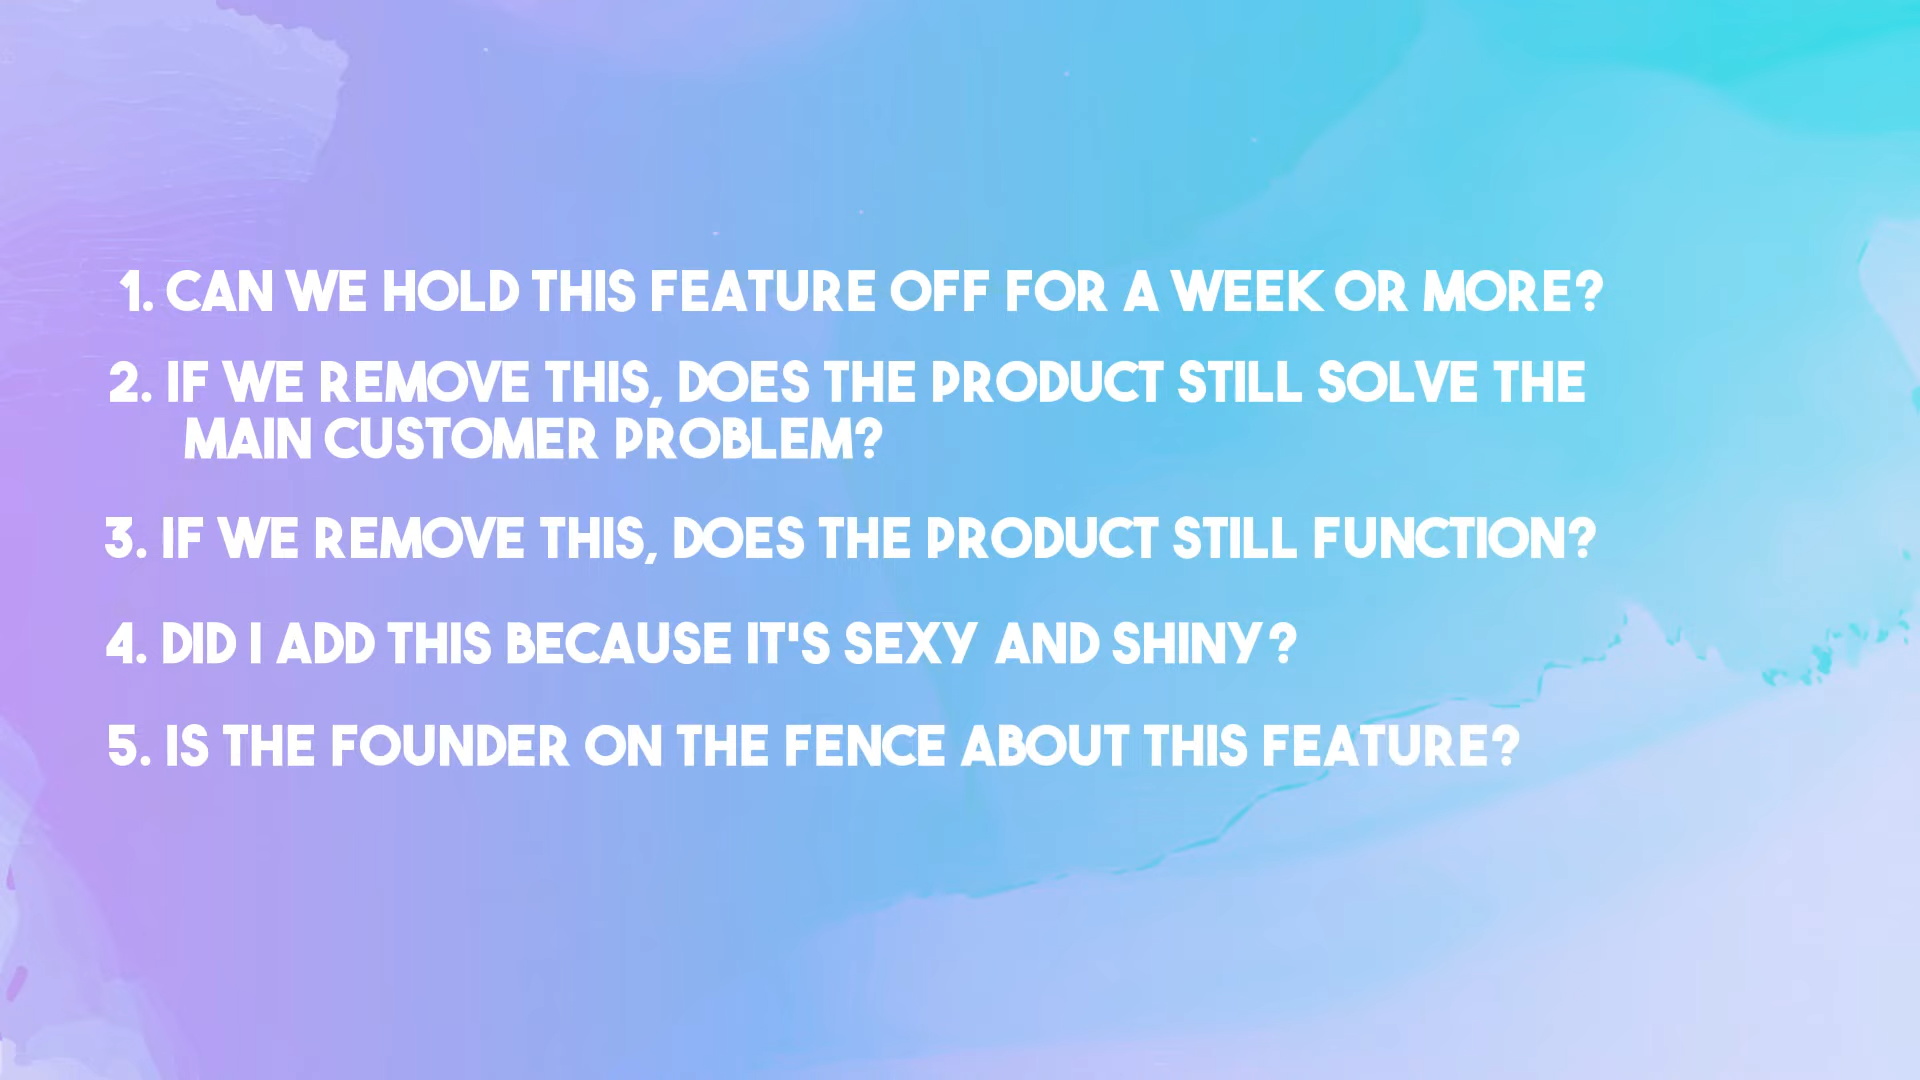 1. CAN WE HOLD THIS FEATURE OFF FOR A WEEK OR MORE?
2. IF WE REMOVE THIS, DOES THE PRODUCT STILL SOLVE THE
MAIN CUSTOMER PROBLEM?
3. IF WE REMOVE THIS, DOES THE PRODUCT STILL FUNCTION?
4. DID I ADD THIS BECAUSE IT'S SEXY AND SHINY?
5. IS THE FOUNDER ON THE FENCE ABOUT THIS FEATURE?